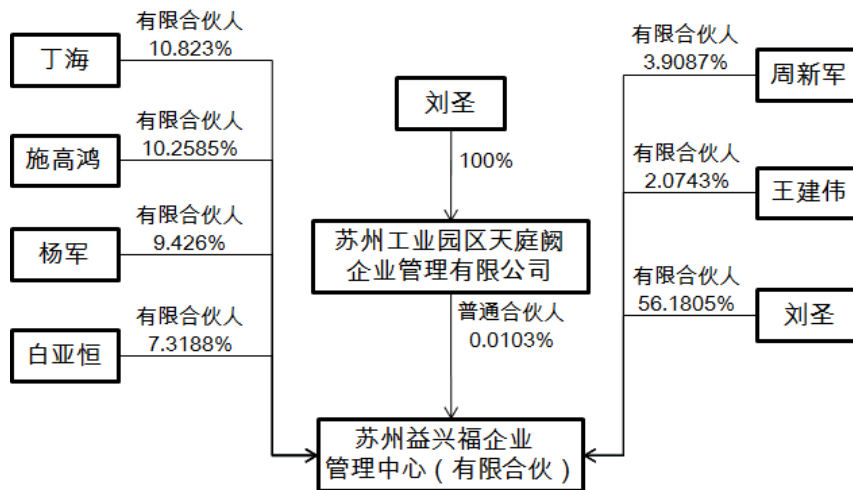 有限合伙人
10.823%
丁海
有限合伙人
10.2585%
施高鸿
有限合伙人
9.426%
杨军
有限合伙人
7.3188%
白亚恒
刘圣
100%
苏州工业园区天庭阙
企业管理有限公司
普通合伙人
0.0103%
有限合伙人
3.9087%
周新军
有限合伙人
2.0743%
王建伟
有限合伙人
56.1805%
刘圣
苏州益兴福企业
管理中心（有限合伙）